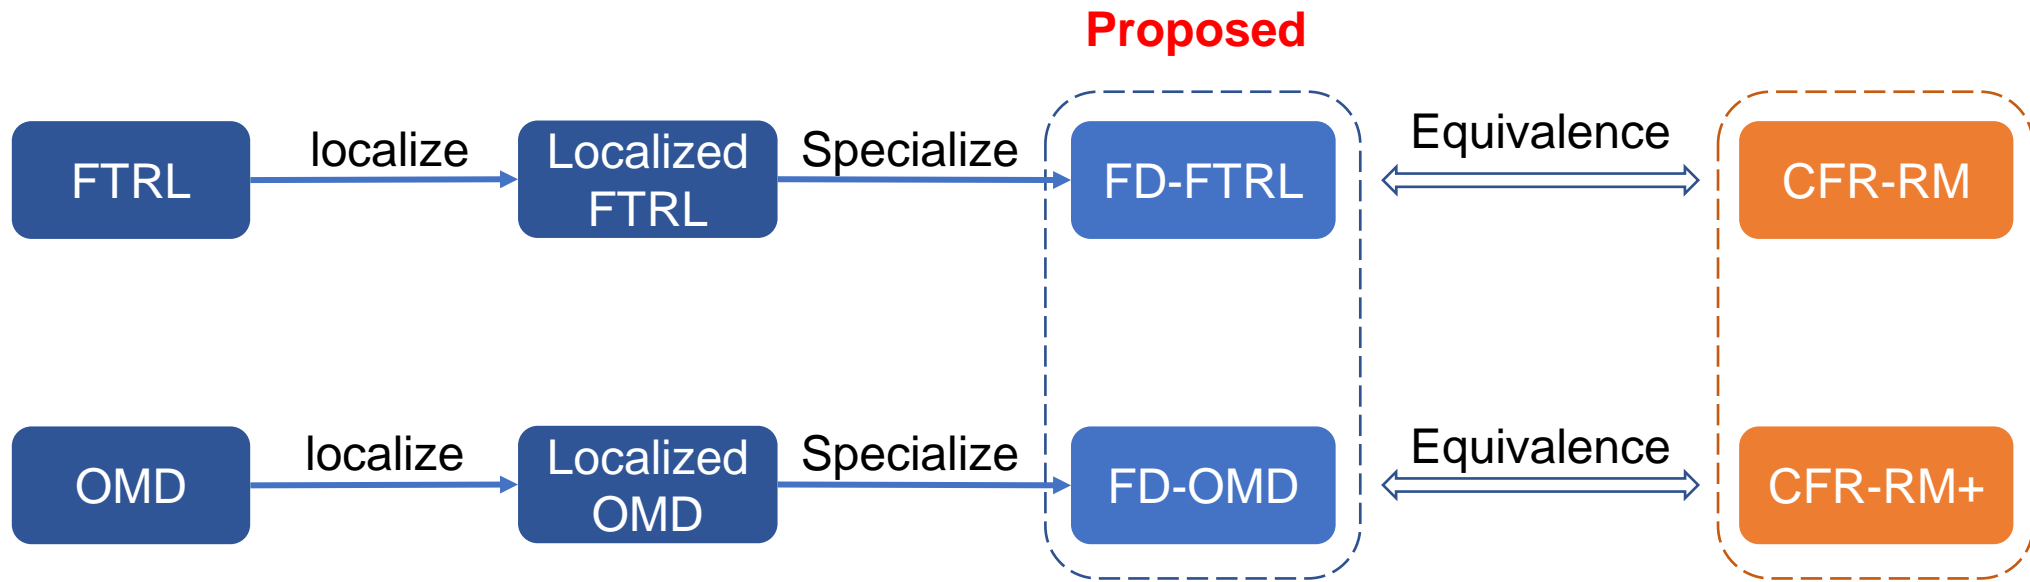 Proposed
FTRL
localize
Localized
FTRL
Specialize
FD-FTRL
Equivalence
CFR-RM
OMD
localize
Localized
OMD
Specialize
FD-OMD
Equivalence
CFR-RM+